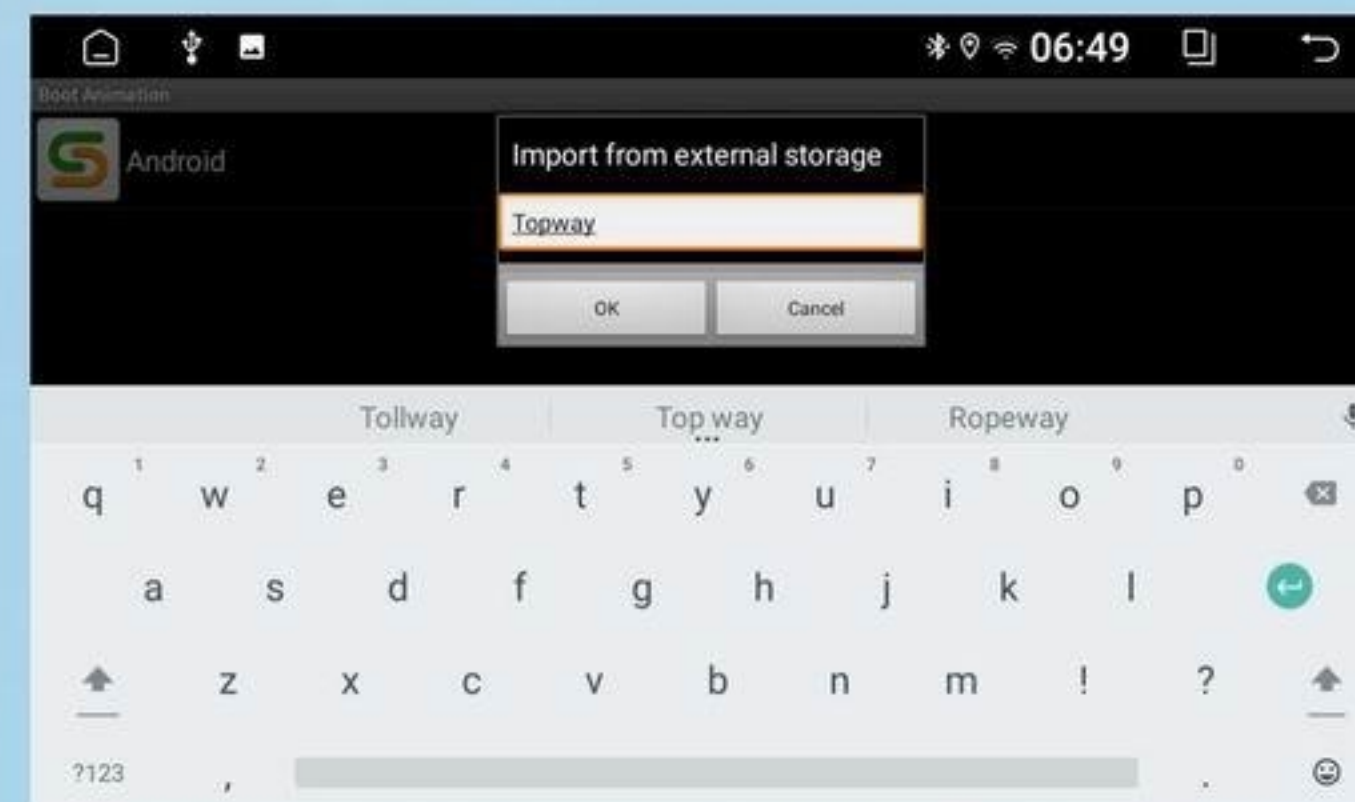 06:49
Boot Animation
Android
Import from external storage
Topway
OK
Cancel
Tollway Top way Ropeway
1 2 3 4 5 6 7 8 9 0
q w e r t y u i o p
a s d f g h j k l
z x c v b n m ! ?
?123 , .